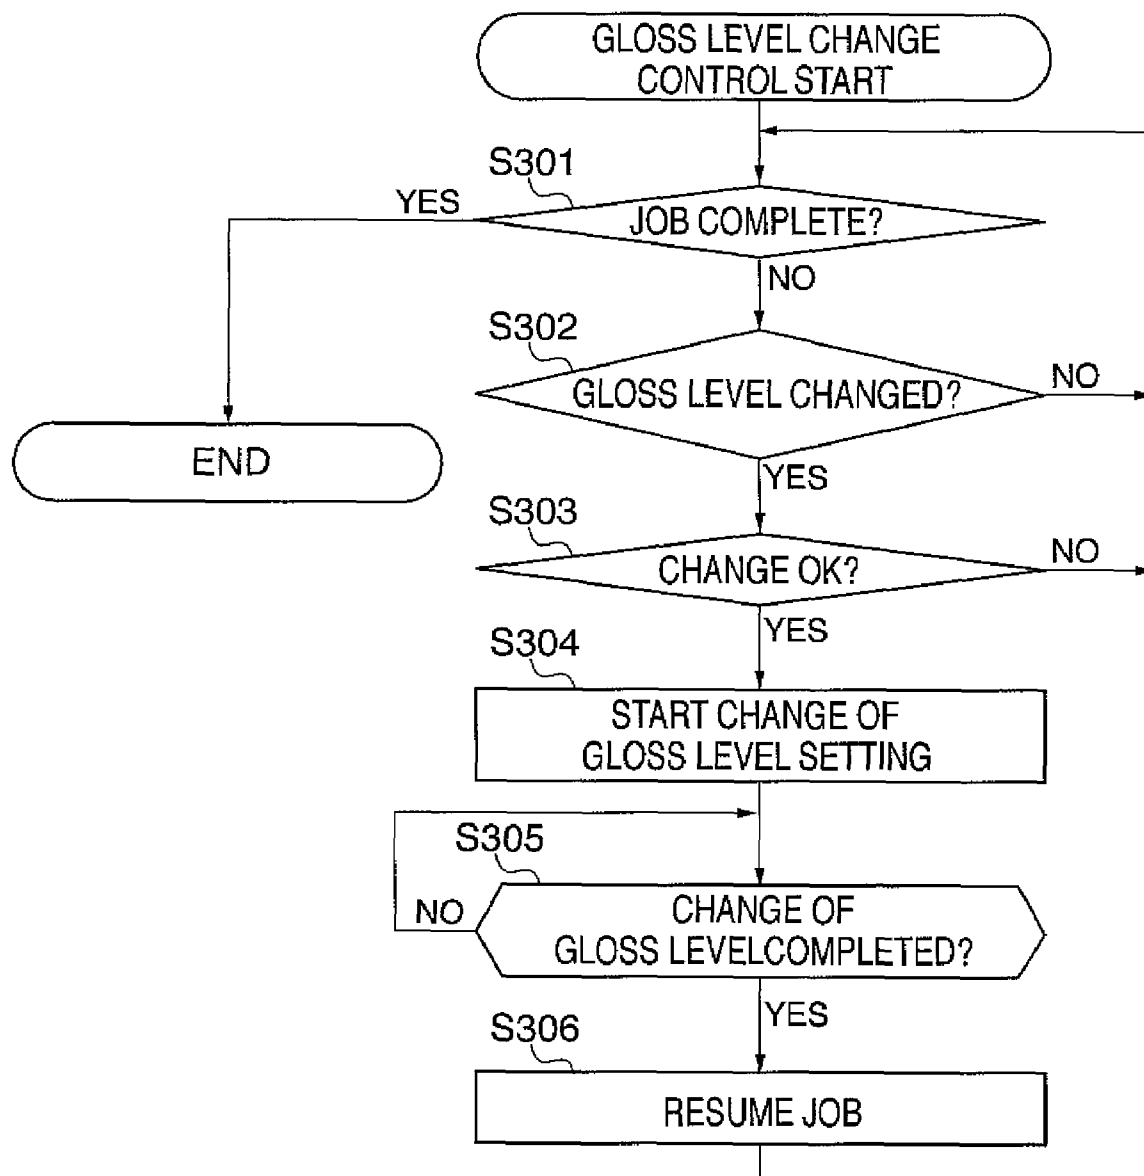 GLOSS LEVEL CHANGE
CONTROL START
S301
YES
JOB COMPLETE?
NO
S302
GLOSS LEVEL CHANGED?
NO
END
YES
S303
CHANGE OK?
NO
YES
S304
START CHANGE OF
GLOSS LEVEL SETTING
S305
NO
CHANGE OF
GLOSS LEVELCOMPLETED?
YES
S306
RESUME JOB